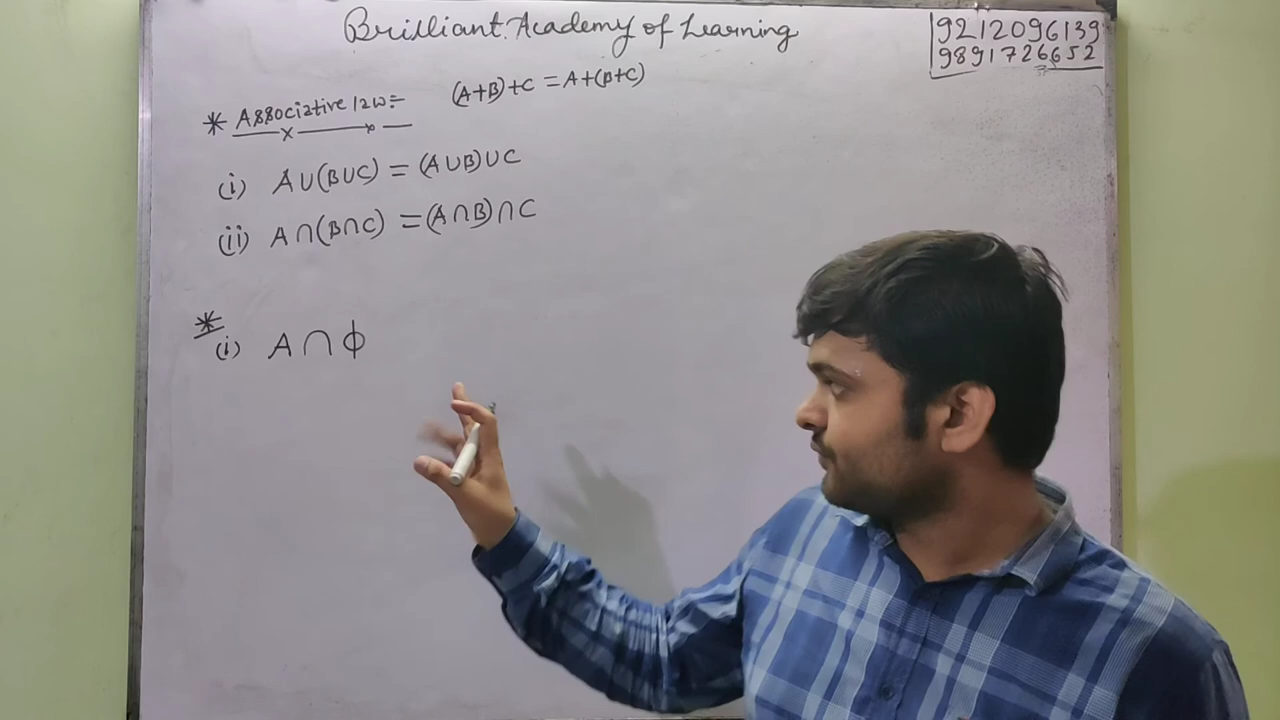 Brilliant Academy of Learning
9212096139
9891726652
* Associative law:- (A+B)+C = A+(B+C)
(i) A∪(B∪C) = (A∪B)∪C
(ii) A∩(B∩C) = (A∩B)∩C
*
(i) A ∩ ϕ